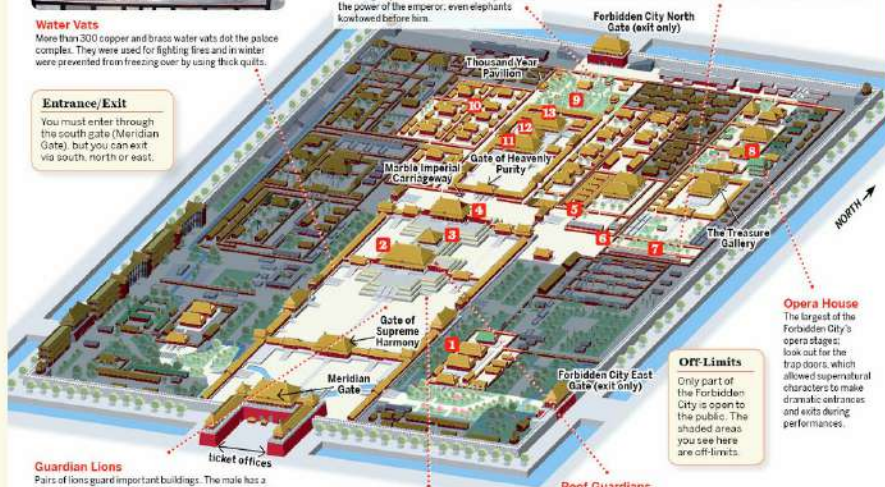 the power of the emperor; even elephants
kowtowed before him.
Water Vats
More than 300 copper and brass water vats dot the palace
complex. They were used for fighting fires and in winter
were prevented from freezing over by using thick quilts.
Entrance/Exit
You must enter through
the south gate (Meridian
Gate), but you can exit
via south, north or east.
Forbidden City North
Gate (exit only)
Thousand Year
Pavilion
10
9
13
12
11
8
Marble Imperial
Carriageway
Gate of Heavenly
Purity
4
5
3
6
2
7
The Treasure
Gallery
NORTH
Opera House
The largest of the
Forbidden City's
opera stages;
look out for the
trap doors, which
allowed supernatural
characters to make
dramatic entrances
and exits during
performances.
Gate of
Supreme
Harmony
1
Meridian
Gate
Forbidden City East
Gate (exit only)
Off-Limits
Only part of
the Forbidden
City is open to
the public. The
shaded areas
you see here
are off-limits.
ticket offices
Guardian Lions
Pairs of lions guard important buildings. The male has a
Roof Guardians